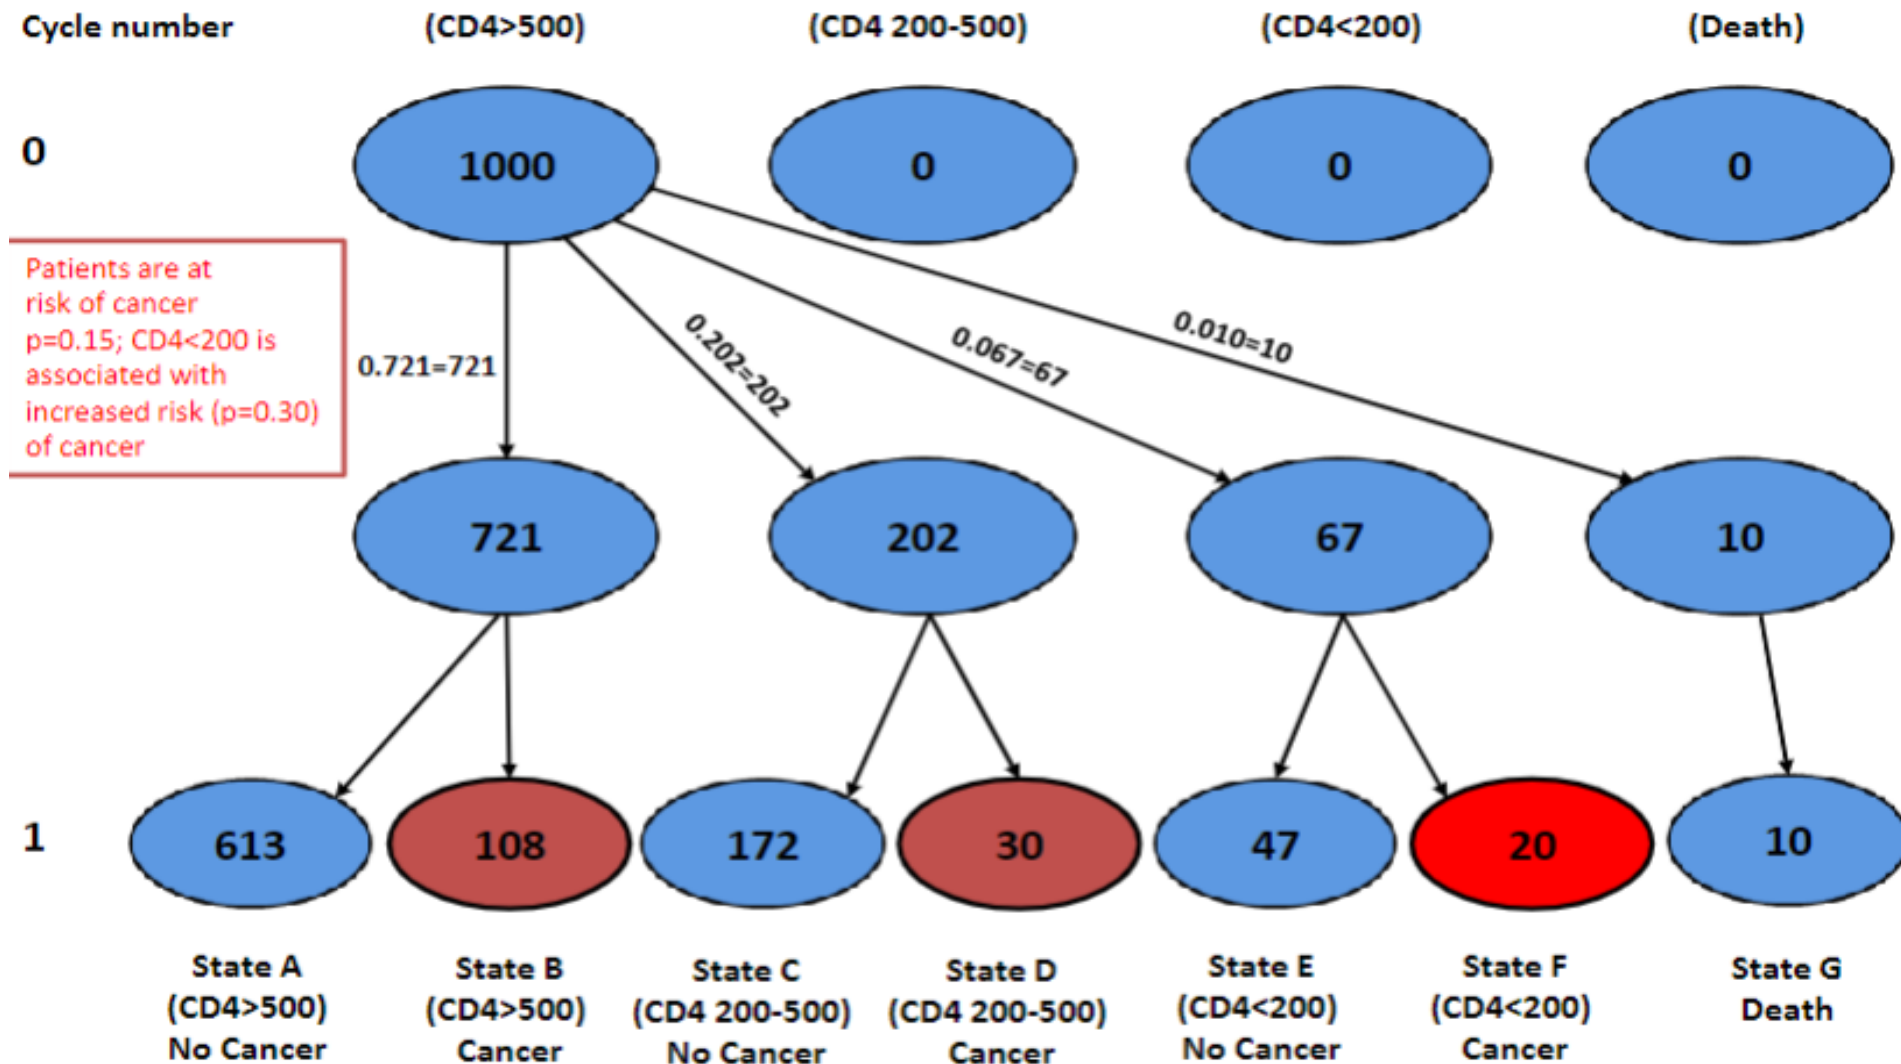 Cycle number (CD4>500) (CD4 200-500) (CD4<200) (Death)
0 1000 0 0 0
Patients are at
risk of cancer
p=0.15; CD4<200 is
associated with
increased risk (p=0.30)
of cancer
0.721=721
0.202=202
0.067=67
0.010=10
721 202 67 10
1 613 108 172 30 47 20 10
State A
(CD4>500)
No Cancer
State B
(CD4>500)
Cancer
State C
(CD4 200-500)
No Cancer
State D
(CD4 200-500)
Cancer
State E
(CD4<200)
No Cancer
State F
(CD4<200)
Cancer
State G
Death